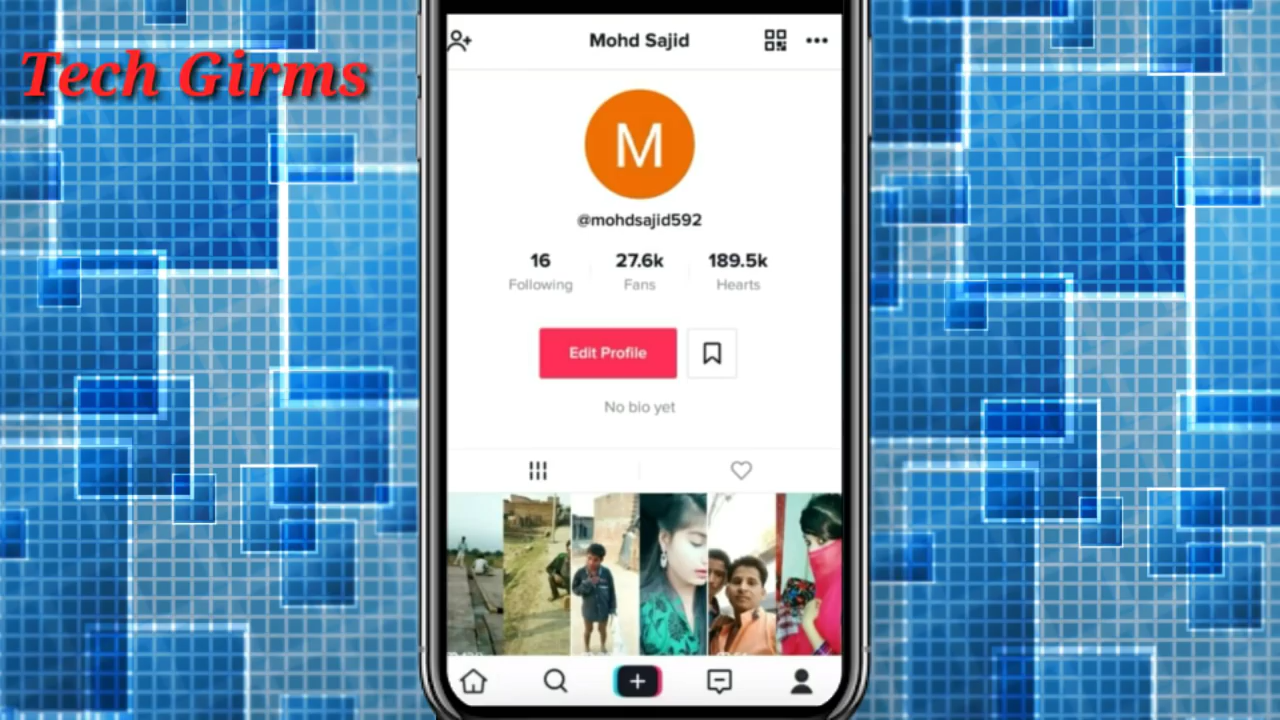 Tech Girms
Mohd Sajid
M
@mohdsajid592
16 27.6k 189.5k
Following Fans Hearts
Edit Profile
No bio yet